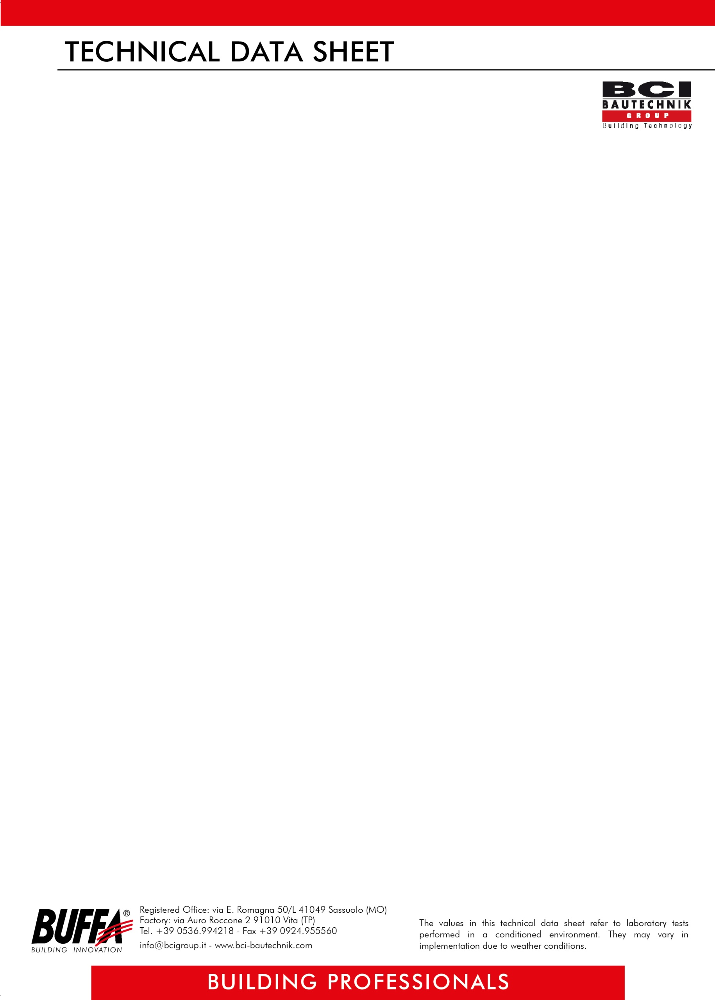 TECHNICAL DATA SHEET
BCI
BAUTECHNIK
GROUP
Building Technology
BUFFA®
BUILDING INNOVATION
Registered Office: via E. Romagna 50/L 41049 Sassuolo (MO)
Factory: via Auro Roccone 2 91010 Vita (TP)
Tel. +39 0536.994218 - Fax +39 0924.955560
info@bcigroup.it - www.bci-bautechnik.com
The values in this technical data sheet refer to laboratory tests
performed in a conditioned environment. They may vary in
implementation due to weather conditions.
BUILDING PROFESSIONALS